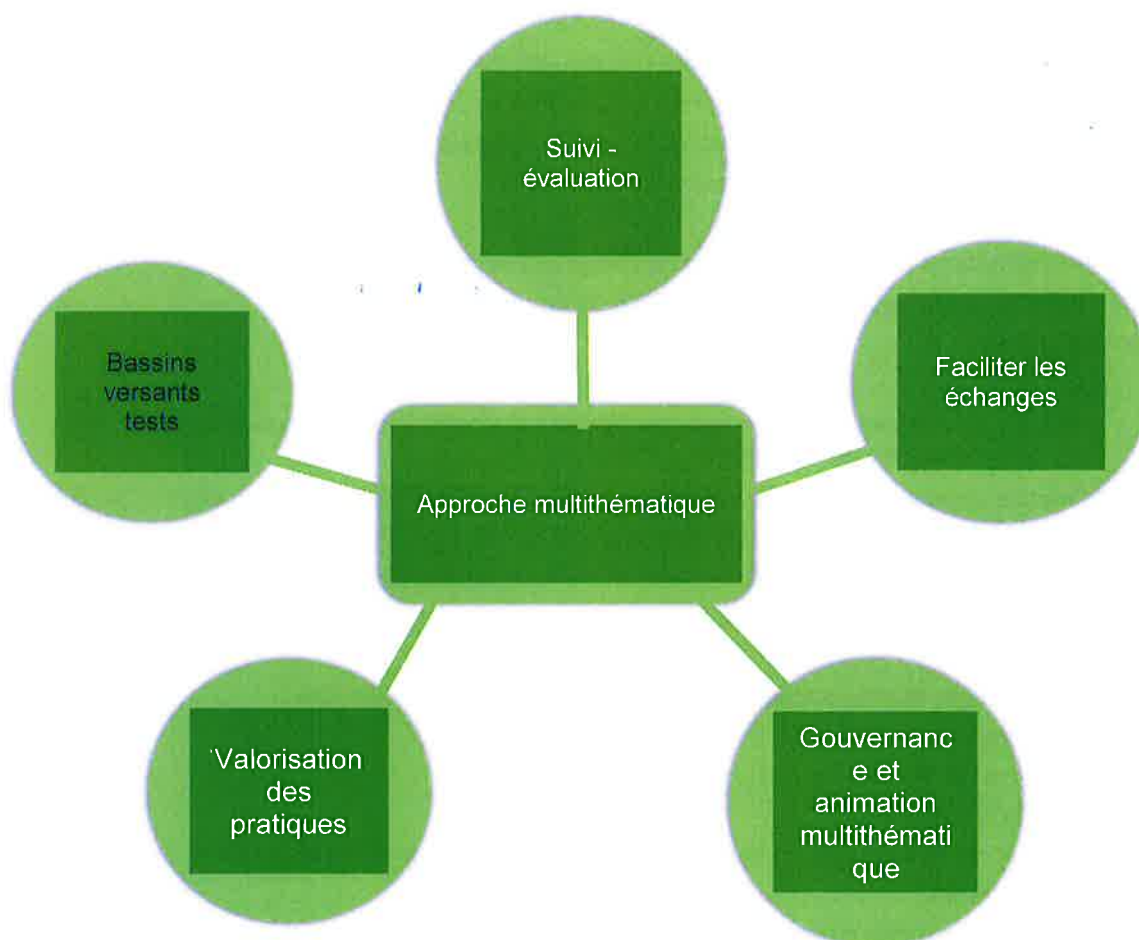 Suivi -
évaluation
Bassins
versants
tests
Faciliter les
échanges
Approche multithématique
Valorisation
des
pratiques
Gouvernanc
e et
animation
multithémati
que